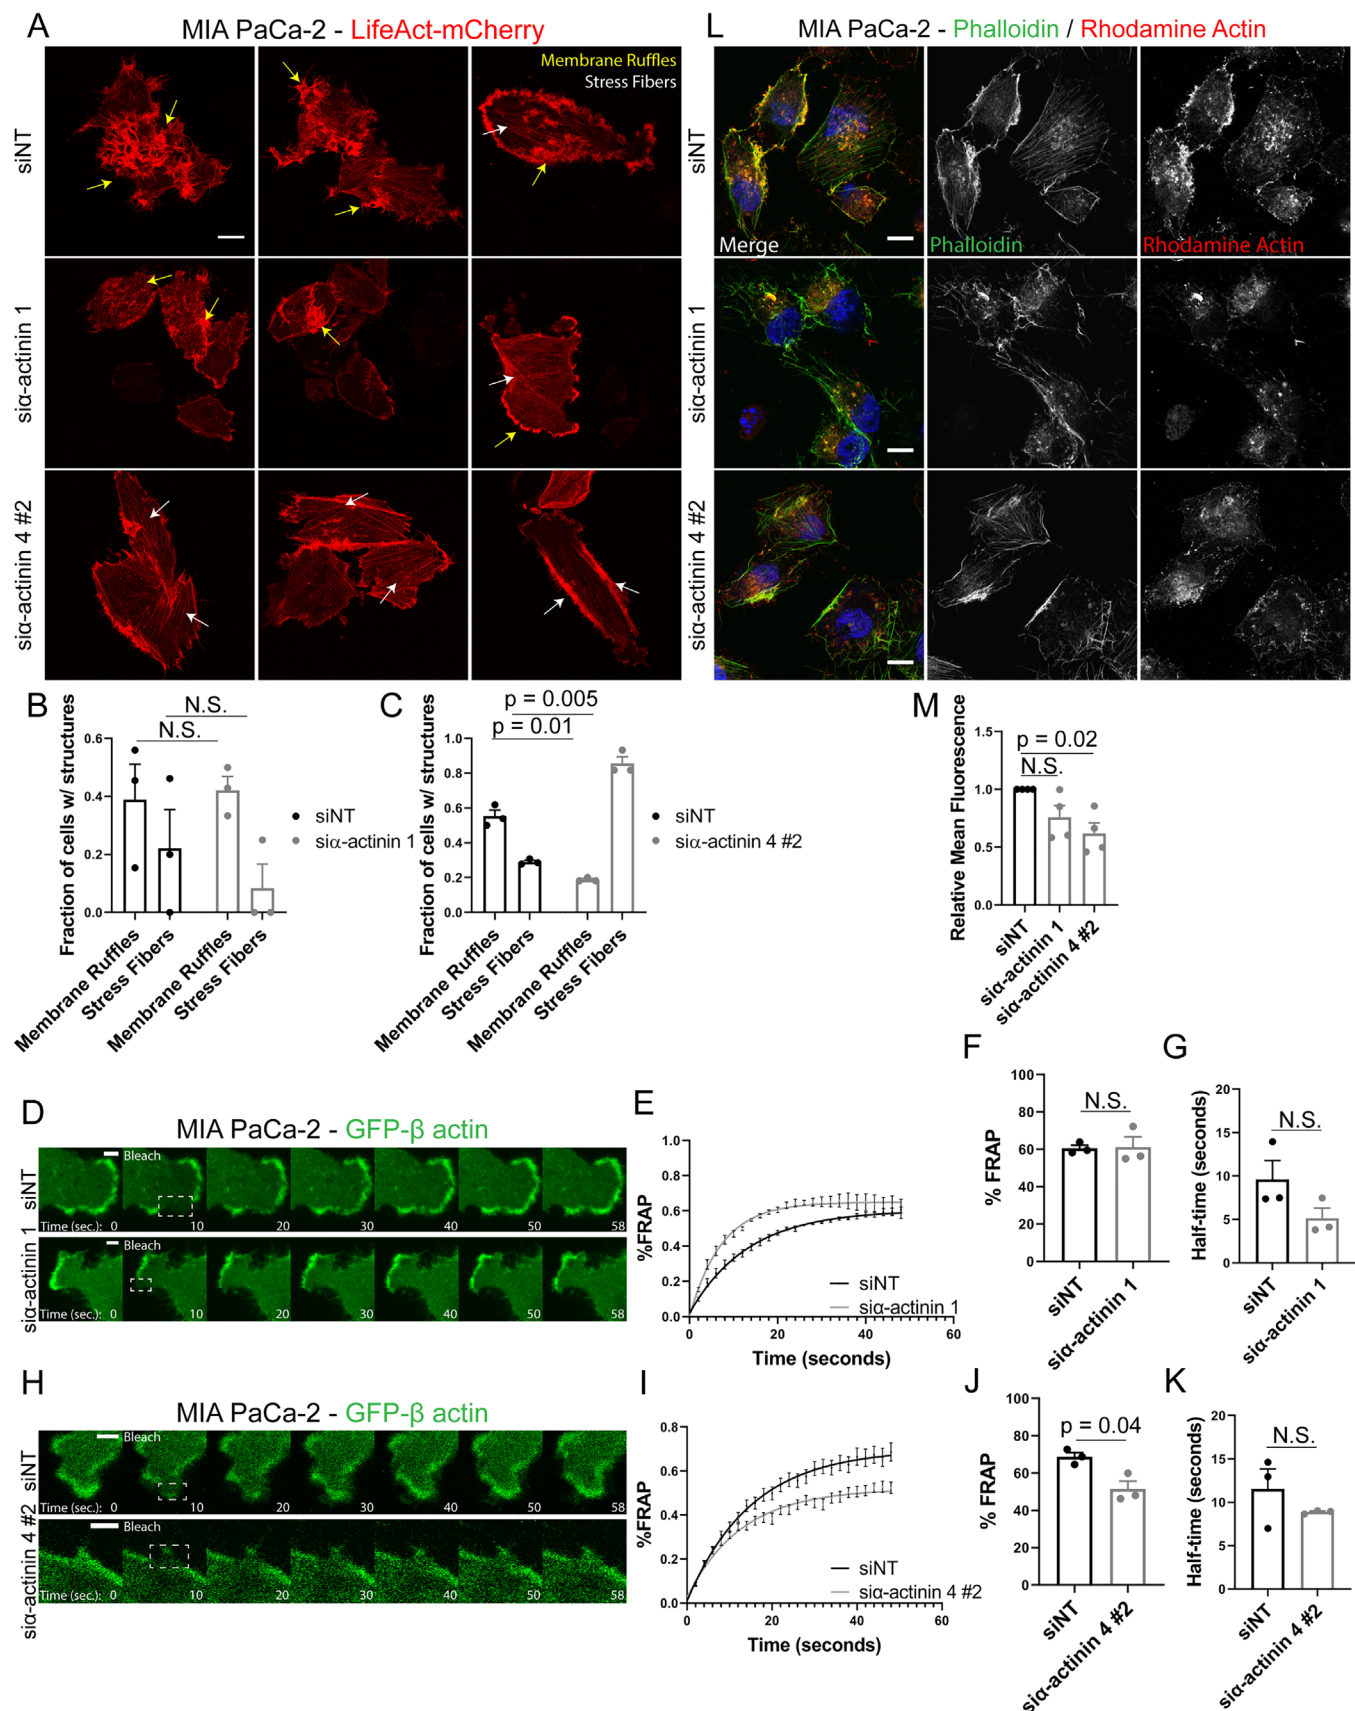 A
MIA PaCa-2 - LifeAct-mCherry
Membrane Ruffles
Stress Fibers
siNT
siα-actinin 1
siα-actinin 4 #2
L
MIA PaCa-2 - Phalloidin / Rhodamine Actin
siNT
Merge
Phalloidin
Rhodamine Actin
siα-actinin 1
siα-actinin 4 #2
B
N.S.
N.S.
Fraction of cells w/ structures
0.6
0.4
0.2
0.0
Membrane Ruffles
Stress Fibers
Membrane Ruffles
Stress Fibers
siNT
siα-actinin 1
C
p = 0.005
p = 0.01
Fraction of cells w/ structures
1.0
0.8
0.6
0.4
0.2
0.0
Membrane Ruffles
Stress Fibers
Membrane Ruffles
Stress Fibers
siNT
siα-actinin 4 #2
M
p = 0.02
N.S.
Relative Mean Fluorescence
1.5
1.0
0.5
0.0
siNT
siα-actinin 1
siα-actinin 4 #2
D
MIA PaCa-2 - GFP-β actin
siNT
Bleach
Time (sec.): 0 10 20 30 40 50 58
siα-actinin 1
Bleach
Time (sec.): 0 10 20 30 40 50 58
E
%FRAP
1.0
0.8
0.6
0.4
0.2
0.0
0 20 40 60
Time (seconds)
siNT
siα-actinin 1
F
% FRAP
100
80
60
40
20
0
N.S.
siNT
siα-actinin 1
G
Half-time (seconds)
20
15
10
5
0
N.S.
siNT
siα-actinin 1
H
MIA PaCa-2 - GFP-β actin
siNT
Bleach
Time (sec.): 0 10 20 30 40 50 58
siα-actinin 4 #2
Bleach
Time (sec.): 0 10 20 30 40 50 58
I
%FRAP
0.8
0.6
0.4
0.2
0.0
0 20 40 60
Time (seconds)
siNT
siα-actinin 4 #2
J
% FRAP
100
80
60
40
20
0
p = 0.04
siNT
siα-actinin 4 #2
K
Half-time (seconds)
20
15
10
5
0
N.S.
siNT
siα-actinin 4 #2